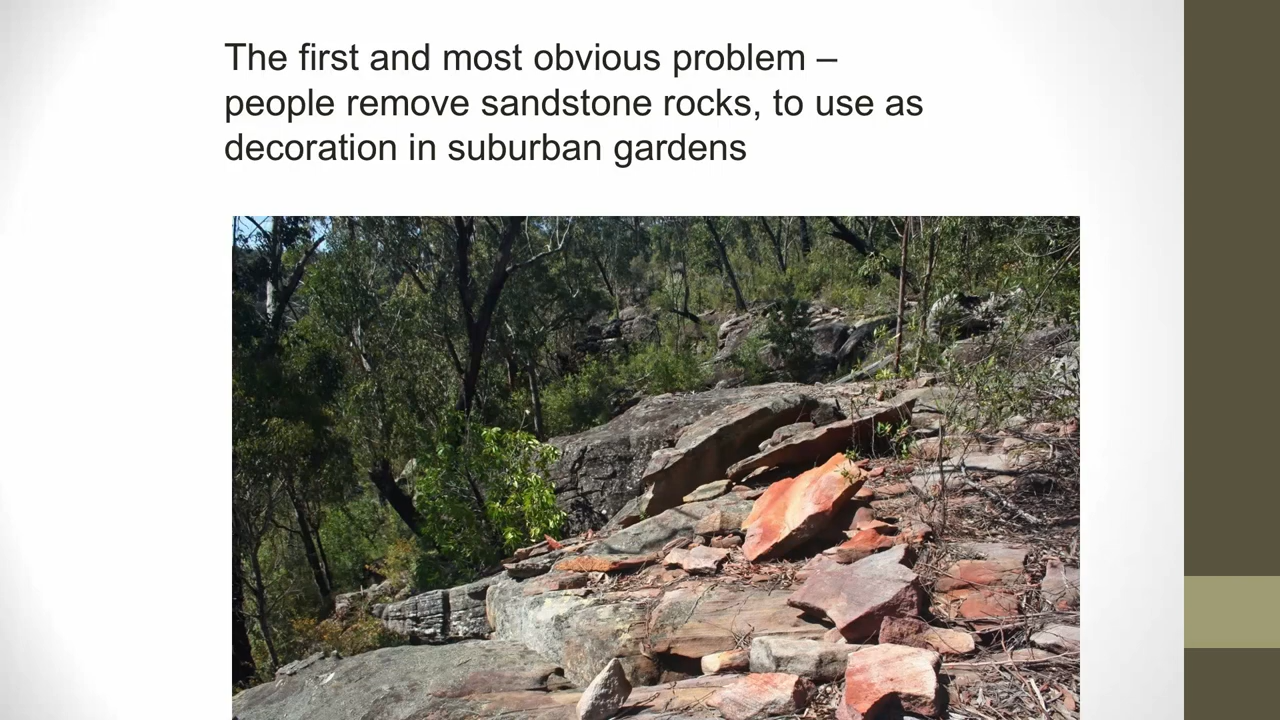 The first and most obvious problem –
people remove sandstone rocks, to use as
decoration in suburban gardens